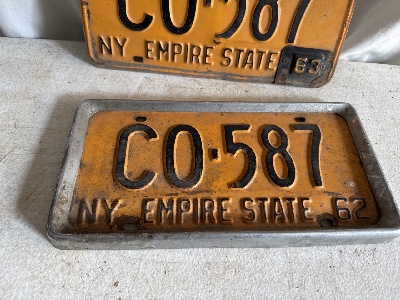 CO·587
NY EMPIRE STATE 63
CO·587
NY EMPIRE STATE 62